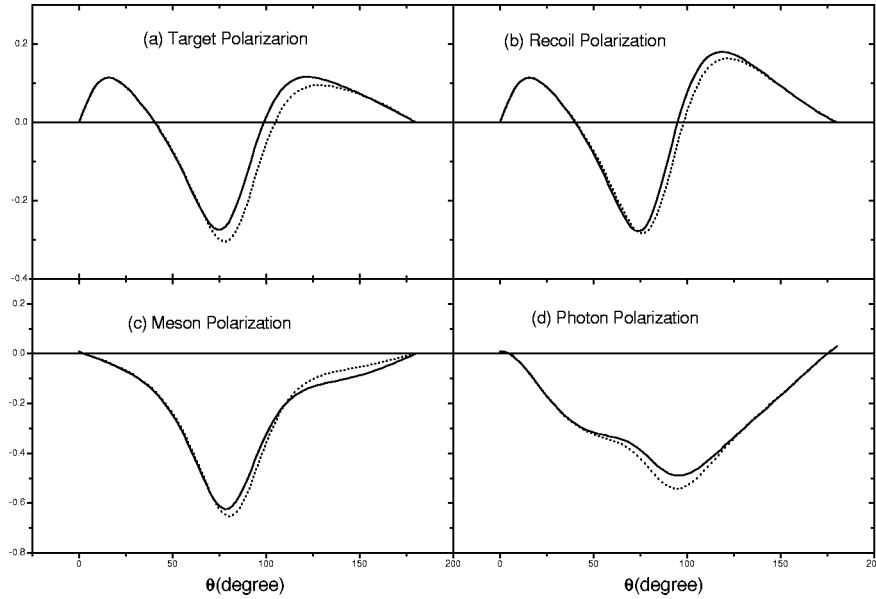 (a) Target Polarizarion
(b) Recoil Polarization
0.2
0.0
-0.2
-0.4
(c) Meson Polarization
(d) Photon Polarization
0.2
0.0
-0.2
-0.4
-0.6
-0.8
0 50 100 150 200 0 50 100 150 20
θ(degree) θ(degree)